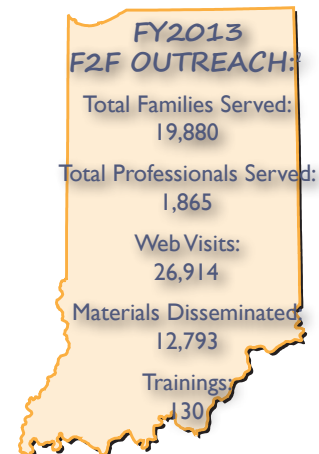 FY2013
F2F OUTREACH:²
Total Families Served:
19,880
Total Professionals Served:
1,865
Web Visits:
26,914
Materials Disseminated:
12,793
Trainings:
130